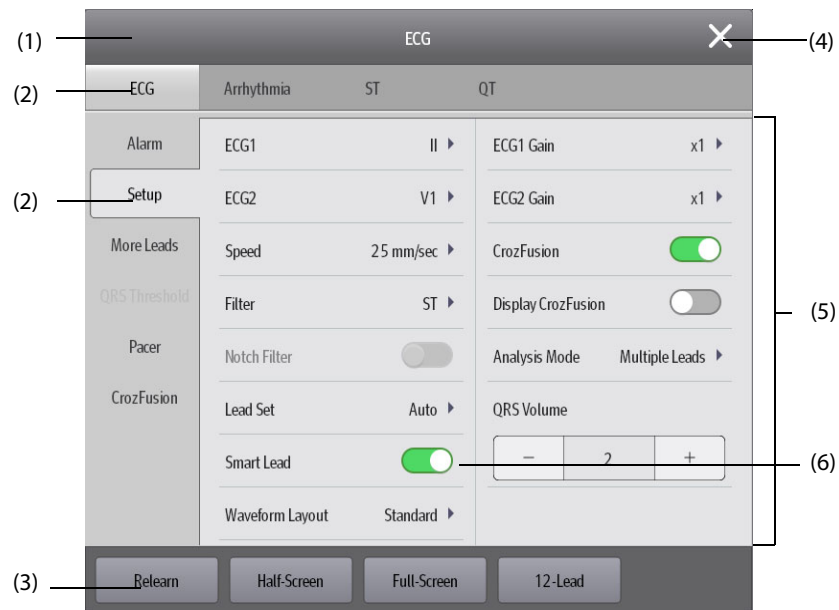 (1) ECG (4)
(2) ECG Arrhythmia ST QT
Alarm ECG1 II ECG1 Gain x1
(2) Setup ECG2 V1 ECG2 Gain x1
More Leads Speed 25 mm/sec CrozFusion
QRS Threshold Filter ST Display CrozFusion (5)
Pacer Notch Filter Analysis Mode Multiple Leads
CrozFusion Lead Set Auto QRS Volume
Smart Lead − 2 + (6)
Waveform Layout Standard
(3) Relearn Half-Screen Full-Screen 12-Lead